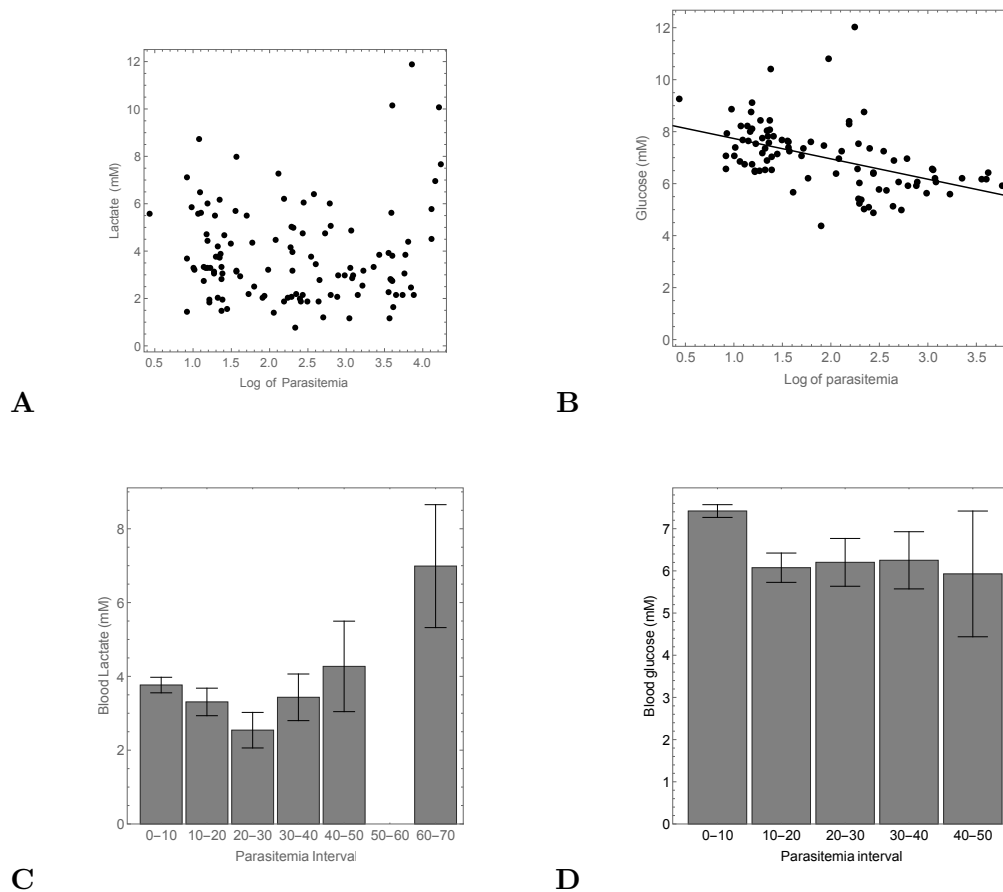 12
10
8
6
4
2
0
Lactate (mM)
0.5 1.0 1.5 2.0 2.5 3.0 3.5 4.0
Log of Parasitemia
A
12
10
8
6
4
2
0
Glucose (mM)
0.5 1.0 1.5 2.0 2.5 3.0 3.5
Log of parasitemia
B
8
6
4
2
0
Blood Lactate (mM)
0–10 10–20 20–30 30–40 40–50 50–60 60–70
Parasitemia Interval
C
7
6
5
4
3
2
1
0
Blood glucose (mM)
0–10 10–20 20–30 30–40 40–50
Parasitemia interval
D